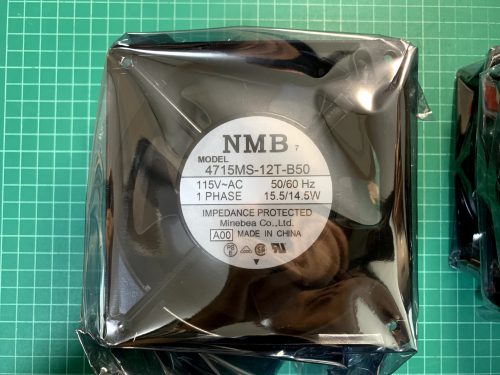 NMB 7
MODEL
4715MS-12T-B50
115V~AC 50/60 Hz
1 PHASE 15.5/14.5W
IMPEDANCE PROTECTED
Minebea Co.,Ltd.
A00 MADE IN CHINA